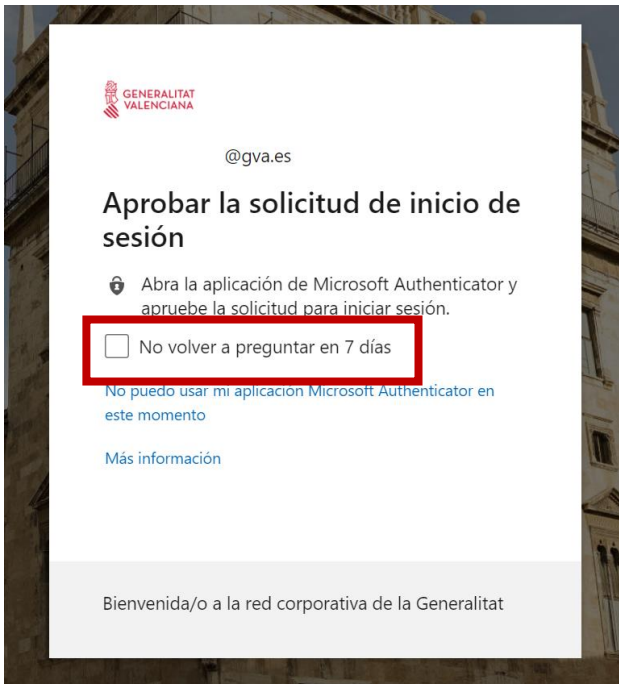 GENERALITAT
VALENCIANA
@gva.es
Aprobar la solicitud de inicio de
sesión
Abra la aplicación de Microsoft Authenticator y
apruebe la solicitud para iniciar sesión.
No volver a preguntar en 7 días
No puedo usar mi aplicación Microsoft Authenticator en
este momento
Más información
Bienvenida/o a la red corporativa de la Generalitat